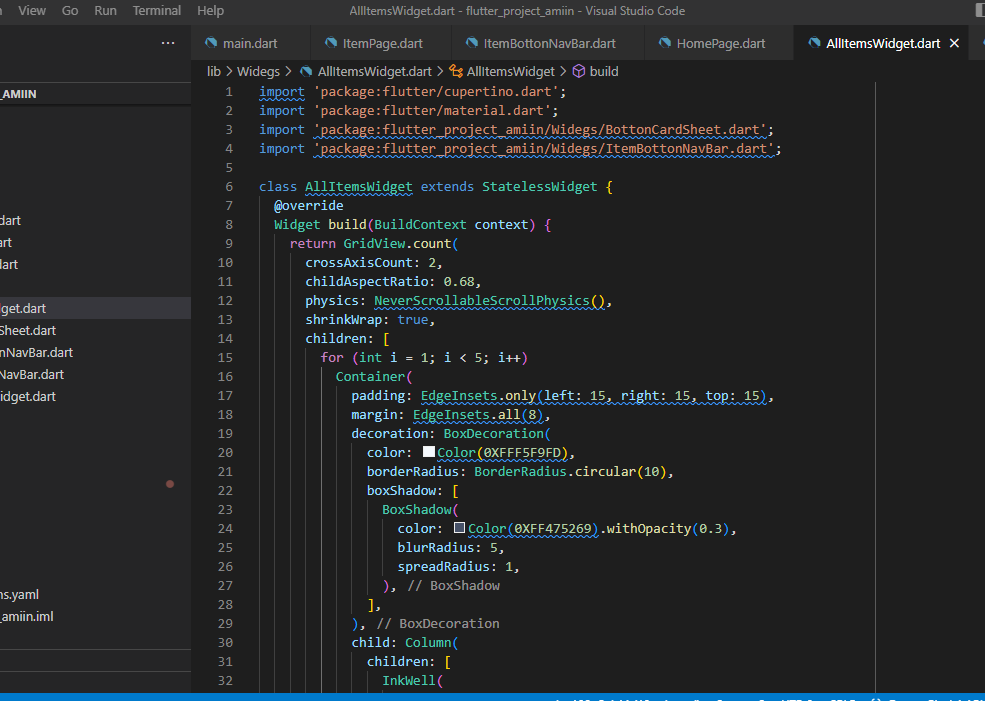 View Go Run Terminal Help AllItemsWidget.dart - flutter_project_amiin - Visual Studio Code
main.dart ItemPage.dart ItemBottonNavBar.dart HomePage.dart AllItemsWidget.dart
lib > Widegs > AllItemsWidget.dart > AllItemsWidget > build
_AMIIN
dart
art
dart
get.dart
Sheet.dart
nNavBar.dart
NavBar.dart
idget.dart
ns.yaml
_amiin.iml
1 import 'package:flutter/cupertino.dart';
2 import 'package:flutter/material.dart';
3 import 'package:flutter_project_amiin/Widegs/BottonCardSheet.dart';
4 import 'package:flutter_project_amiin/Widegs/ItemBottonNavBar.dart';
5
6 class AllItemsWidget extends StatelessWidget {
7 @override
8 Widget build(BuildContext context) {
9 return GridView.count(
10 crossAxisCount: 2,
11 childAspectRatio: 0.68,
12 physics: NeverScrollableScrollPhysics(),
13 shrinkWrap: true,
14 children: [
15 for (int i = 1; i < 5; i++)
16 Container(
17 padding: EdgeInsets.only(left: 15, right: 15, top: 15),
18 margin: EdgeInsets.all(8),
19 decoration: BoxDecoration(
20 color: Color(0XFFF5F9FD),
21 borderRadius: BorderRadius.circular(10),
22 boxShadow: [
23 BoxShadow(
24 color: Color(0XFF475269).withOpacity(0.3),
25 blurRadius: 5,
26 spreadRadius: 1,
27 ), // BoxShadow
28 ],
29 ), // BoxDecoration
30 child: Column(
31 children: [
32 InkWell(